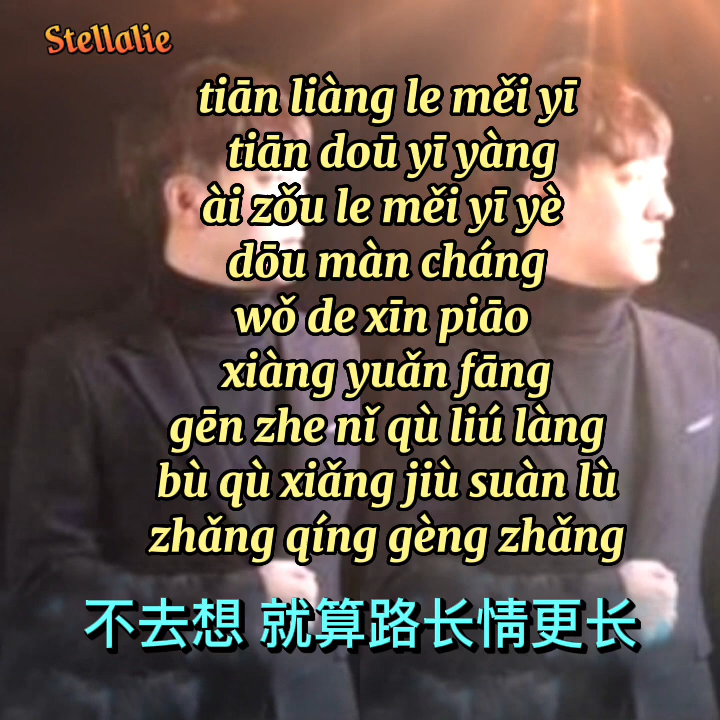 Stellalie
tiān liàng le měi yī
tiān doū yī yàng
ài zǒu le měi yī yè
dōu màn cháng
wǒ de xīn piāo
xiàng yuǎn fāng
gēn zhe nǐ qù liú làng
bù qù xiǎng jiù suàn lù
zhǎng qíng gèng zhǎng
不去想 就算路长情更长